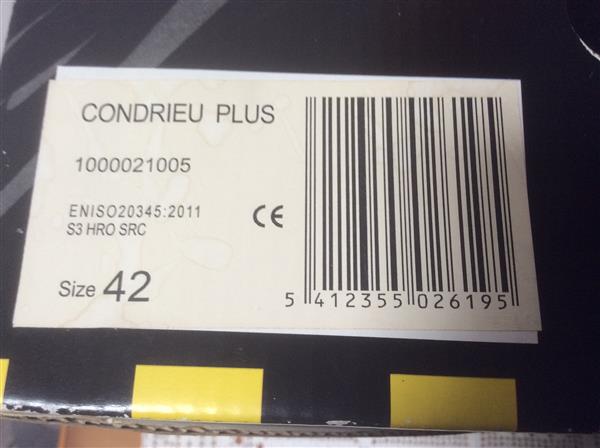 CONDRIEU PLUS
1000021005
ENISO20345:2011
S3 HRO SRC
CE
Size 42
5 412355 026195